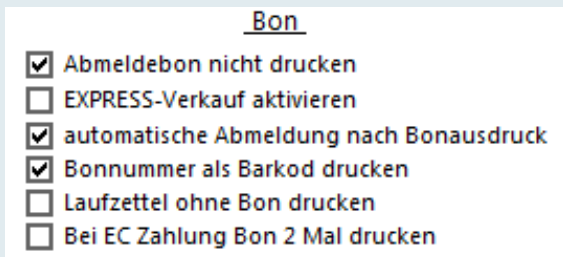 Bon
Abmeldebon nicht drucken
EXPRESS-Verkauf aktivieren
automatische Abmeldung nach Bonausdruck
Bonnummer als Barkod drucken
Laufzettel ohne Bon drucken
Bei EC Zahlung Bon 2 Mal drucken